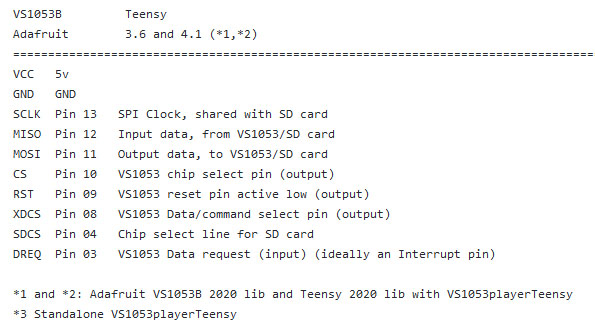 VS1053B Teensy
Adafruit 3.6 and 4.1 (*1,*2)
===================================================================================
VCC 5v
GND GND
SCLK Pin 13 SPI Clock, shared with SD card
MISO Pin 12 Input data, from VS1053/SD card
MOSI Pin 11 Output data, to VS1053/SD card
CS Pin 10 VS1053 chip select pin (output)
RST Pin 09 VS1053 reset pin active low (output)
XDCS Pin 08 VS1053 Data/command select pin (output)
SDCS Pin 04 Chip select line for SD card
DREQ Pin 03 VS1053 Data request (input) (ideally an Interrupt pin)
*1 and *2: Adafruit VS1053B 2020 lib and Teensy 2020 lib with VS1053playerTeensy
*3 Standalone VS1053playerTeensy